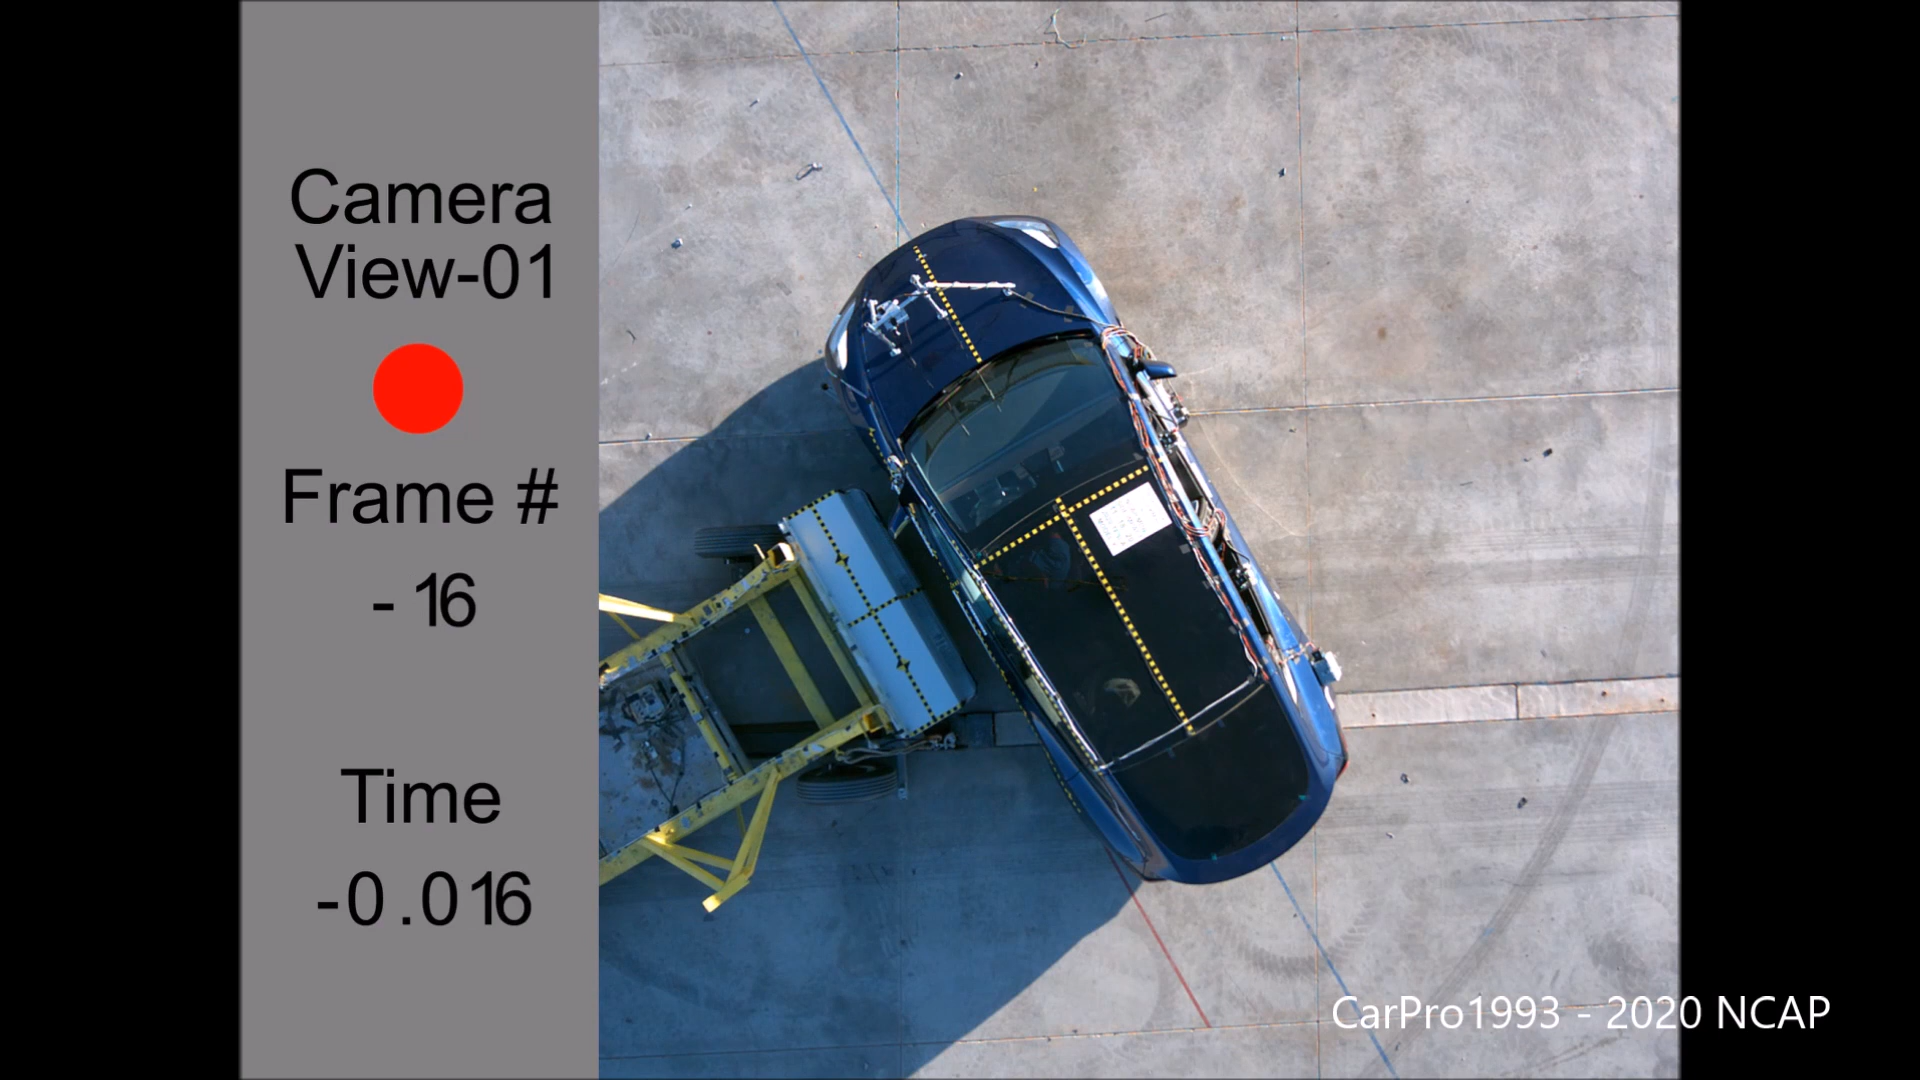 Camera
View-01
Frame #
- 16
Time
-0.016
CarPro1993 - 2020 NCAP